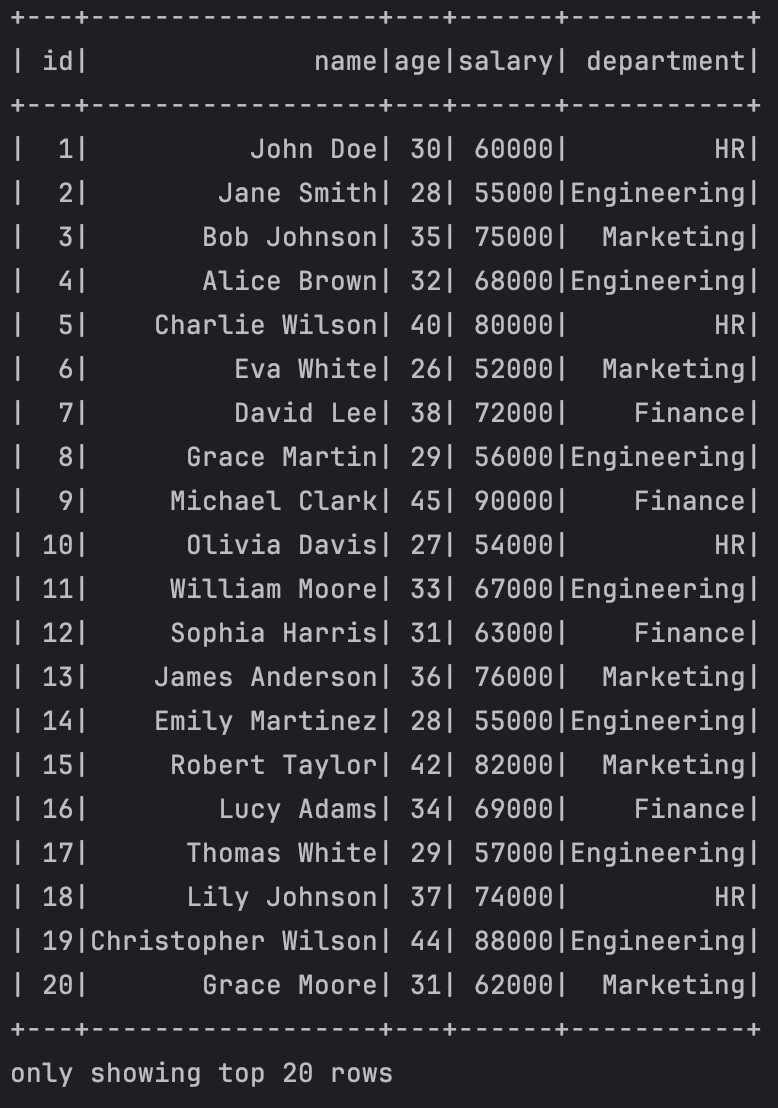 +---+------------------+---+------+-----------+
| id|              name|age|salary| department|
+---+------------------+---+------+-----------+
|  1|          John Doe| 30| 60000|         HR|
|  2|        Jane Smith| 28| 55000|Engineering|
|  3|       Bob Johnson| 35| 75000|  Marketing|
|  4|       Alice Brown| 32| 68000|Engineering|
|  5|    Charlie Wilson| 40| 80000|         HR|
|  6|         Eva White| 26| 52000|  Marketing|
|  7|         David Lee| 38| 72000|    Finance|
|  8|      Grace Martin| 29| 56000|Engineering|
|  9|     Michael Clark| 45| 90000|    Finance|
| 10|      Olivia Davis| 27| 54000|         HR|
| 11|     William Moore| 33| 67000|Engineering|
| 12|     Sophia Harris| 31| 63000|    Finance|
| 13|    James Anderson| 36| 76000|  Marketing|
| 14|    Emily Martinez| 28| 55000|Engineering|
| 15|     Robert Taylor| 42| 82000|  Marketing|
| 16|        Lucy Adams| 34| 69000|    Finance|
| 17|      Thomas White| 29| 57000|Engineering|
| 18|      Lily Johnson| 37| 74000|         HR|
| 19|Christopher Wilson| 44| 88000|Engineering|
| 20|       Grace Moore| 31| 62000|  Marketing|
+---+------------------+---+------+-----------+
only showing top 20 rows